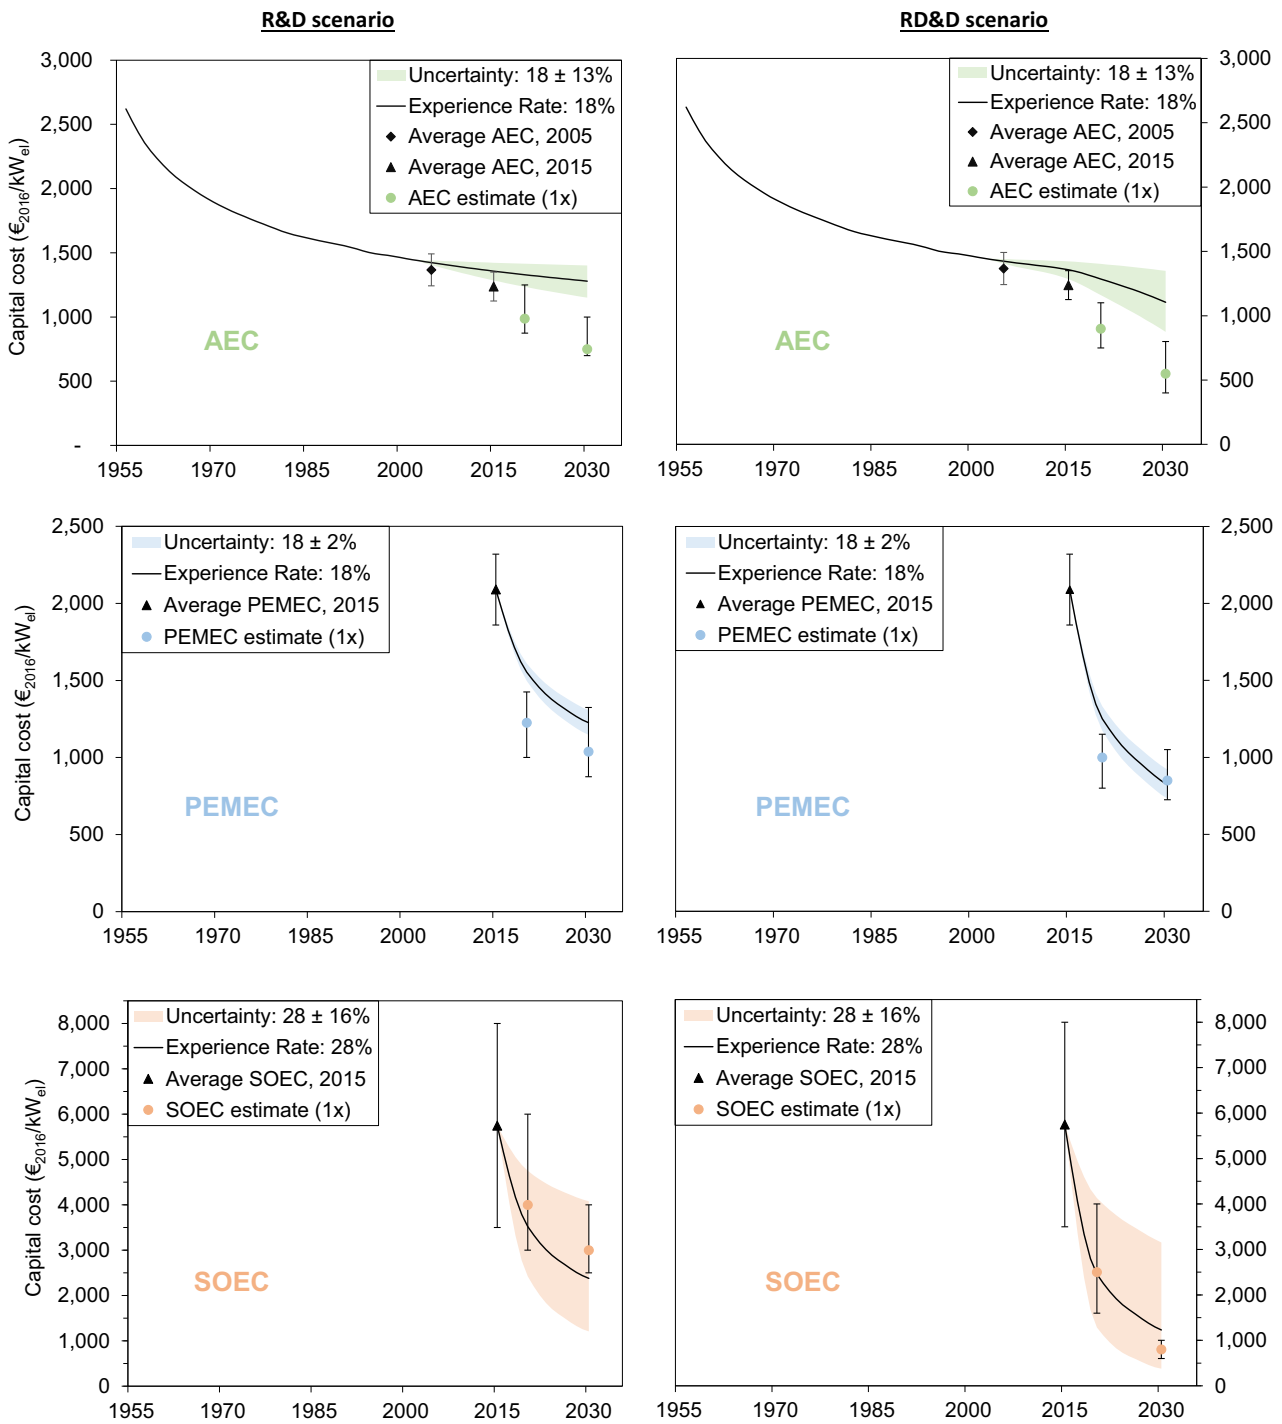 R&D scenario
RD&D scenario
3,000
2,500
2,000
1,500
1,000
500
-
Capital cost (€2016/kWel)
Uncertainty: 18 ± 13%
Experience Rate: 18%
Average AEC, 2005
Average AEC, 2015
AEC estimate (1x)
AEC
1955 1970 1985 2000 2015 2030
Uncertainty: 18 ± 13%
Experience Rate: 18%
Average AEC, 2005
Average AEC, 2015
AEC estimate (1x)
AEC
3,000
2,500
2,000
1,500
1,000
500
0
1955 1970 1985 2000 2015 2030
2,500
2,000
1,500
1,000
500
0
Capital cost (€2016/kWel)
Uncertainty: 18 ± 2%
Experience Rate: 18%
Average PEMEC, 2015
PEMEC estimate (1x)
PEMEC
1955 1970 1985 2000 2015 2030
Uncertainty: 18 ± 2%
Experience Rate: 18%
Average PEMEC, 2015
PEMEC estimate (1x)
PEMEC
2,500
2,000
1,500
1,000
500
0
1955 1970 1985 2000 2015 2030
8,000
7,000
6,000
5,000
4,000
3,000
2,000
1,000
0
Capital cost (€2016/kWel)
Uncertainty: 28 ± 16%
Experience Rate: 28%
Average SOEC, 2015
SOEC estimate (1x)
SOEC
1955 1970 1985 2000 2015 2030
Uncertainty: 28 ± 16%
Experience Rate: 28%
Average SOEC, 2015
SOEC estimate (1x)
SOEC
8,000
7,000
6,000
5,000
4,000
3,000
2,000
1,000
0
1955 1970 1985 2000 2015 2030